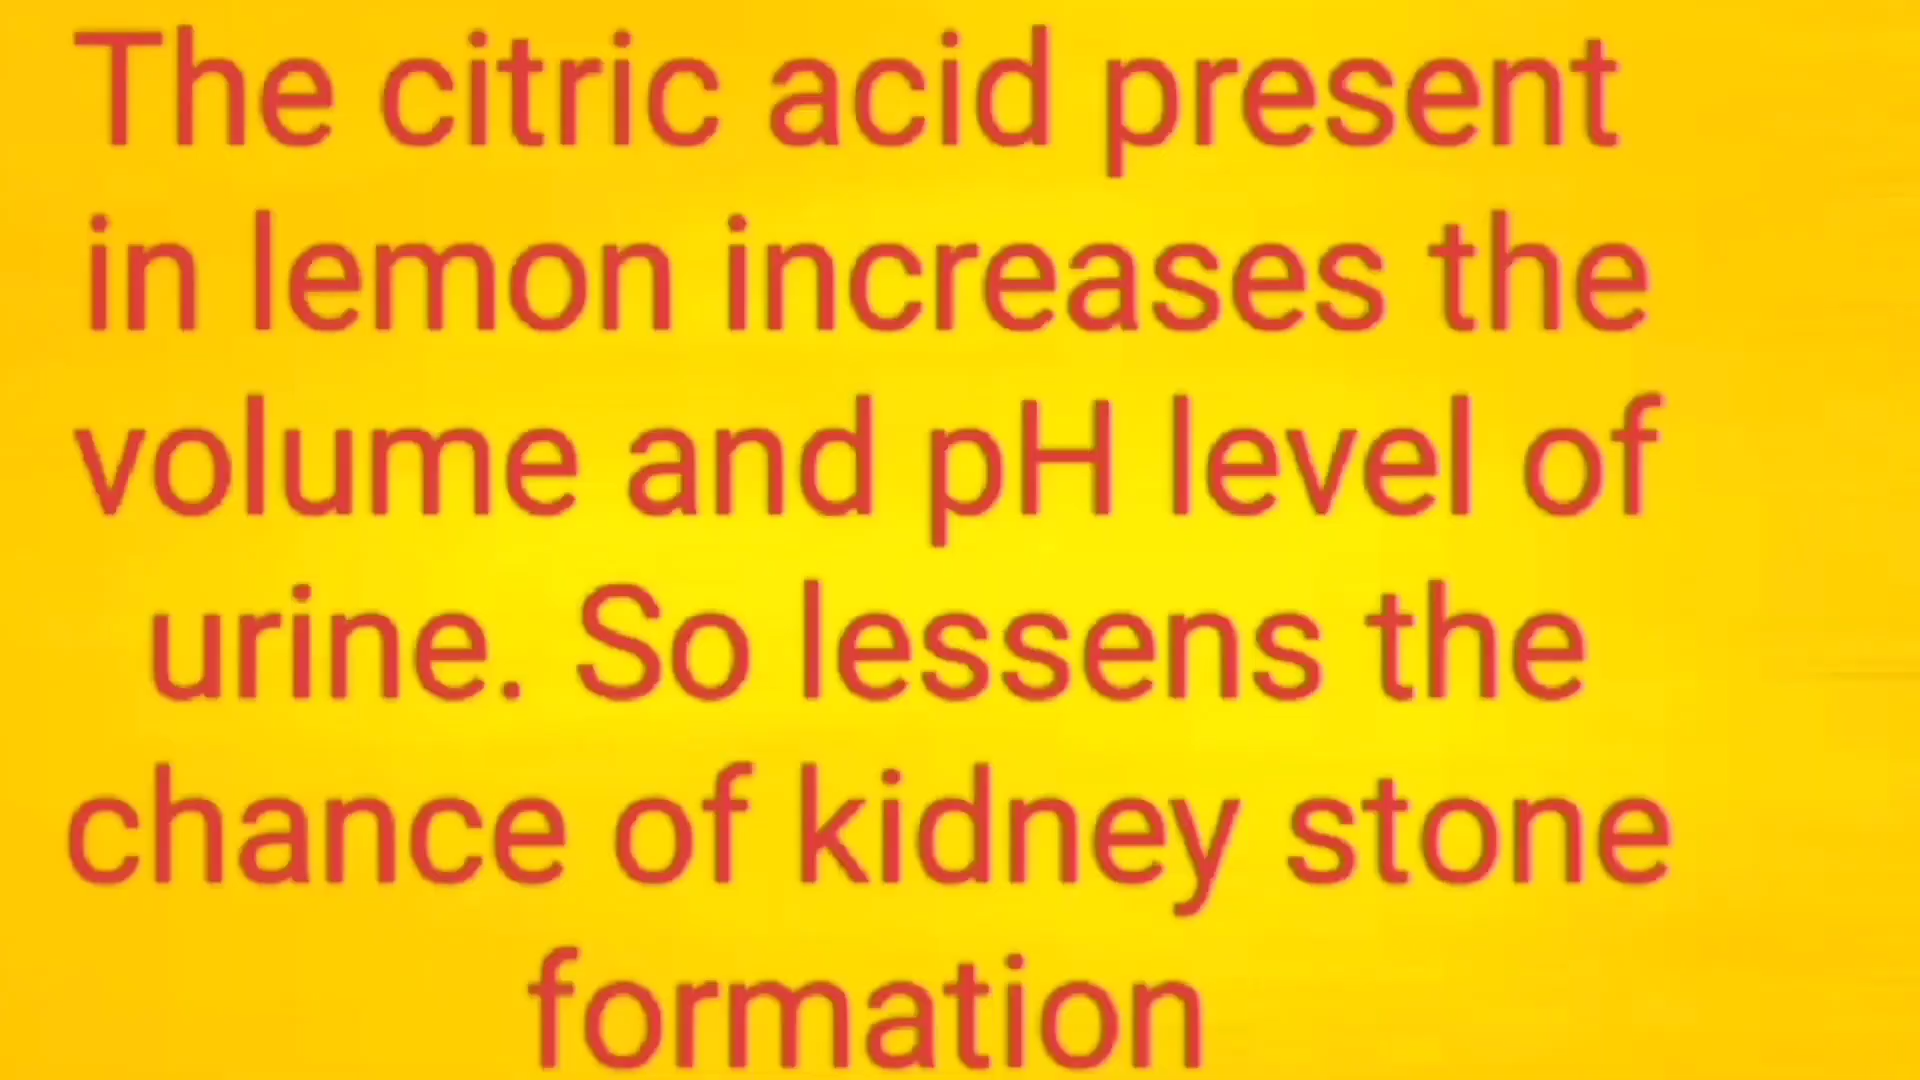 The citric acid present
in lemon increases the
volume and pH level of
urine. So lessens the
chance of kidney stone
formation